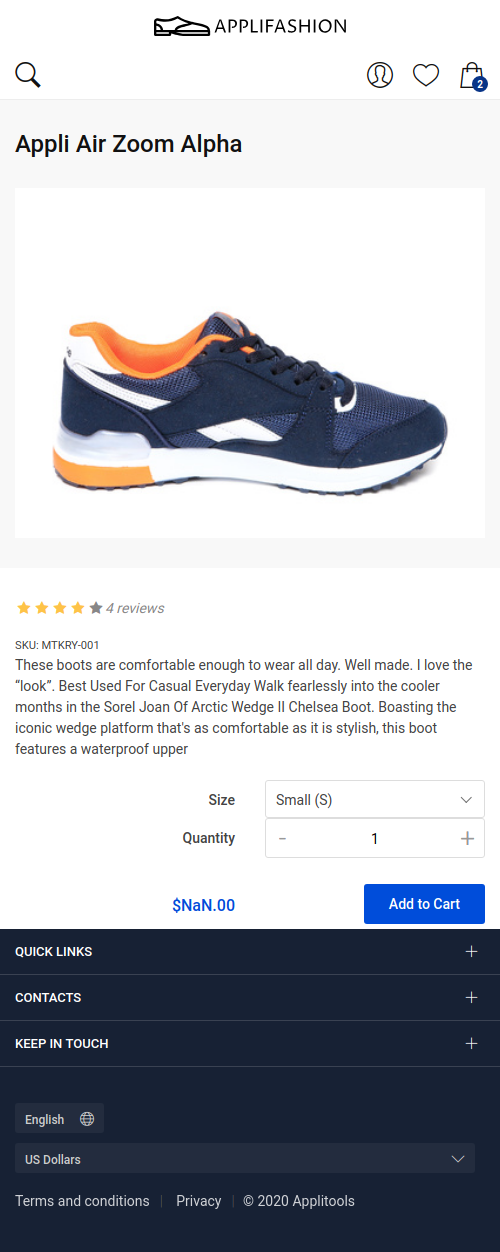 APPLIFASHION
2
Appli Air Zoom Alpha
4 reviews
SKU: MTKRY-001
These boots are comfortable enough to wear all day. Well made. I love the
“look”. Best Used For Casual Everyday Walk fearlessly into the cooler
months in the Sorel Joan Of Arctic Wedge II Chelsea Boot. Boasting the
iconic wedge platform that's as comfortable as it is stylish, this boot
features a waterproof upper
Size Small (S)
Quantity - 1 +
$NaN.00 Add to Cart
QUICK LINKS +
CONTACTS +
KEEP IN TOUCH +
English
US Dollars
Terms and conditions | Privacy | © 2020 Applitools